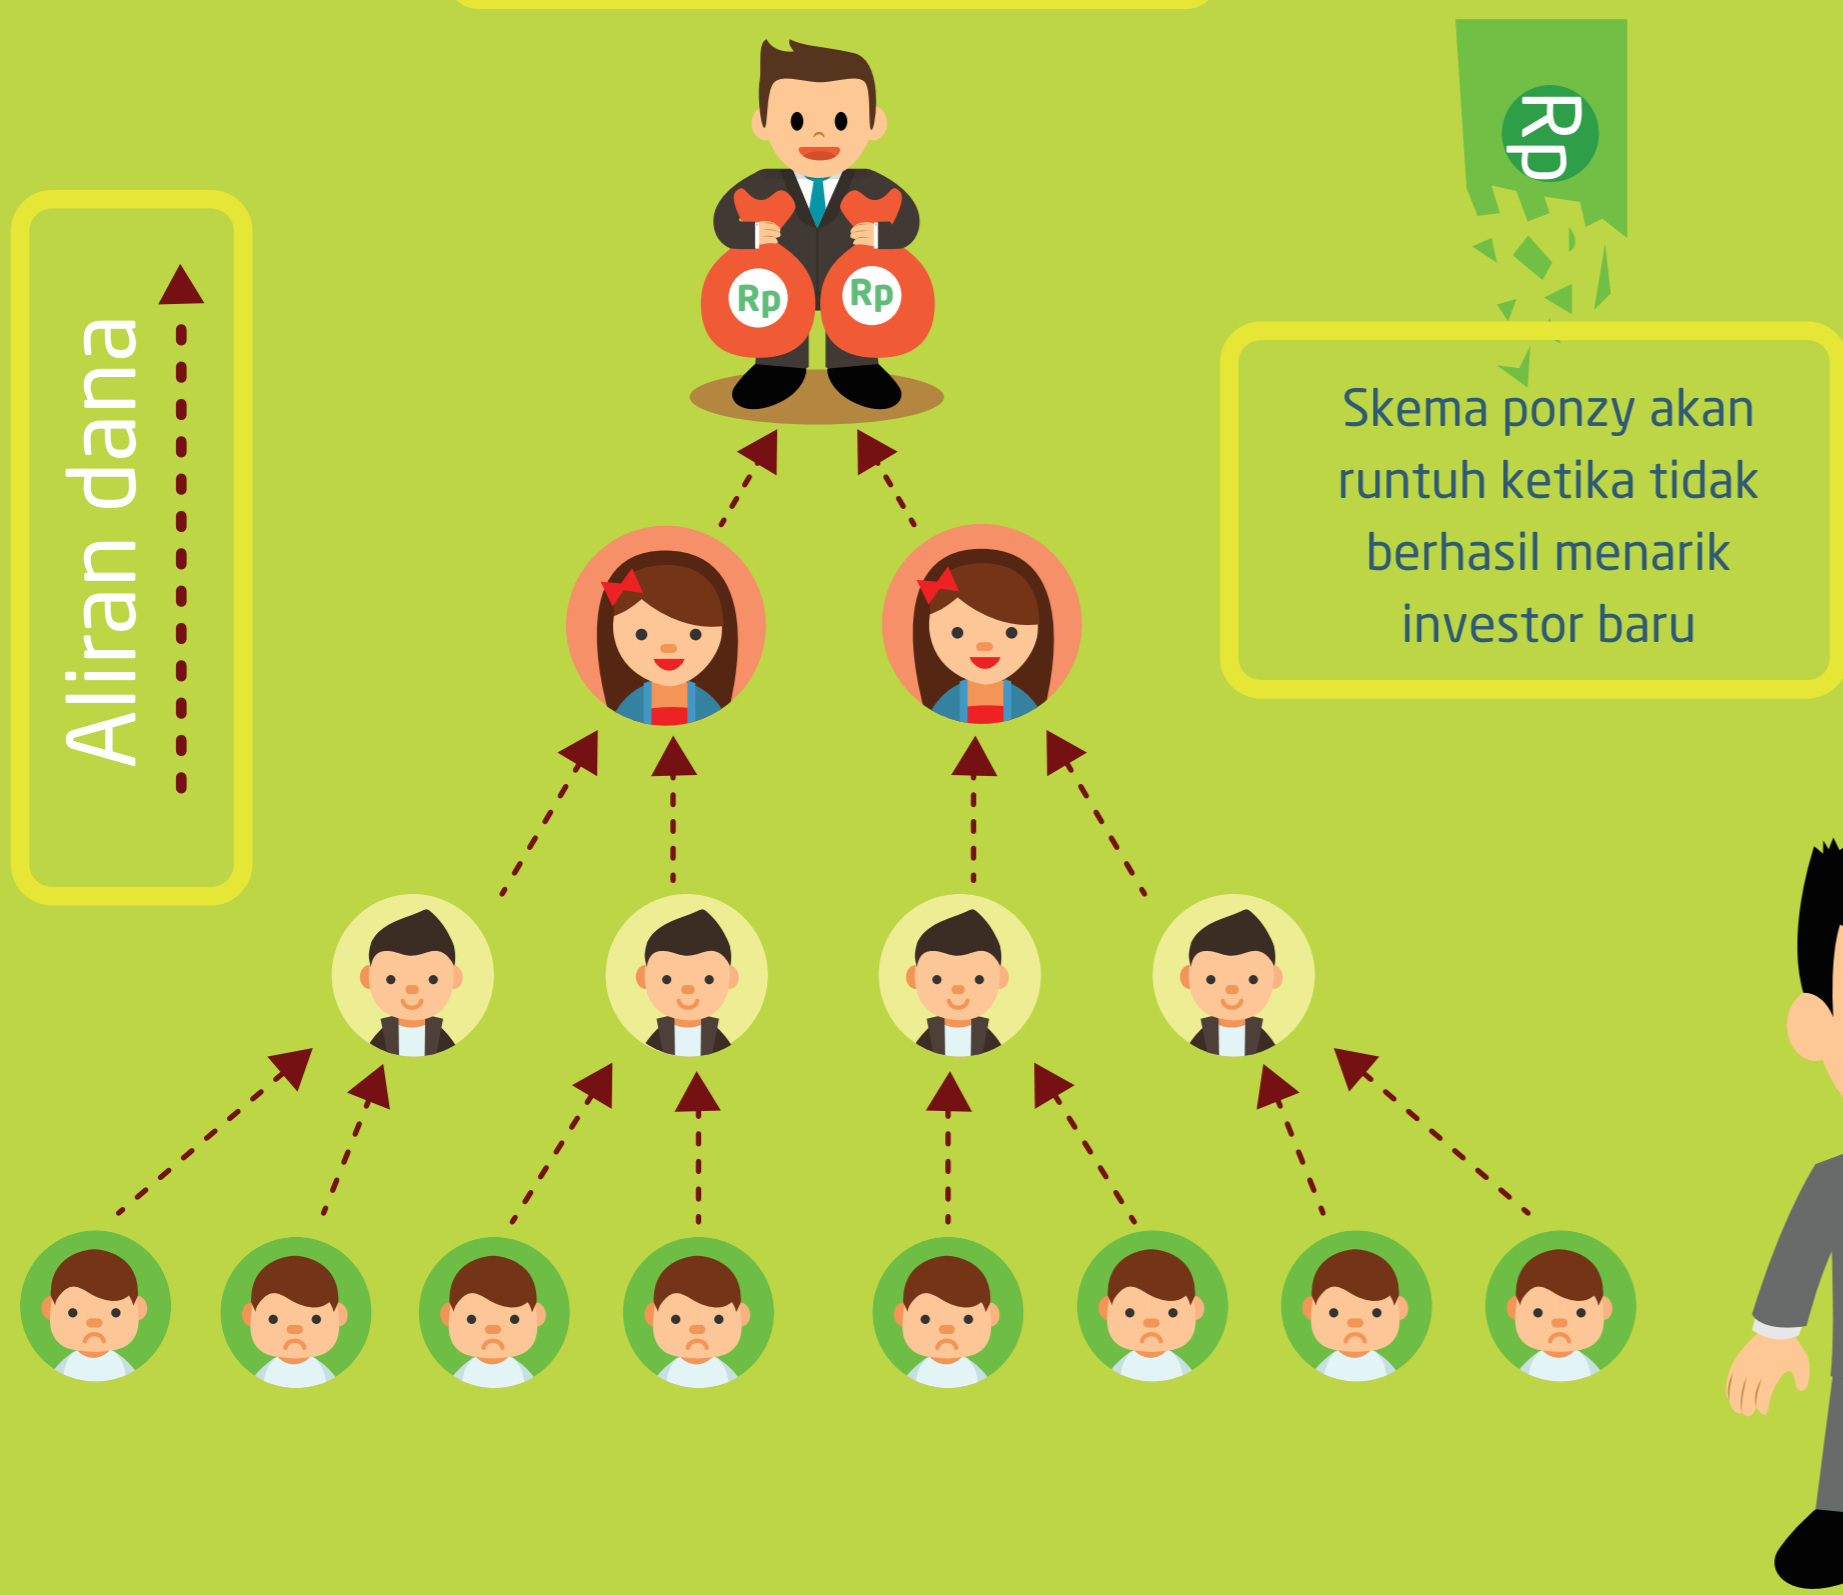 Rp
Rp Rp
Aliran dana
Skema ponzy akan
runtuh ketika tidak
berhasil menarik
investor baru